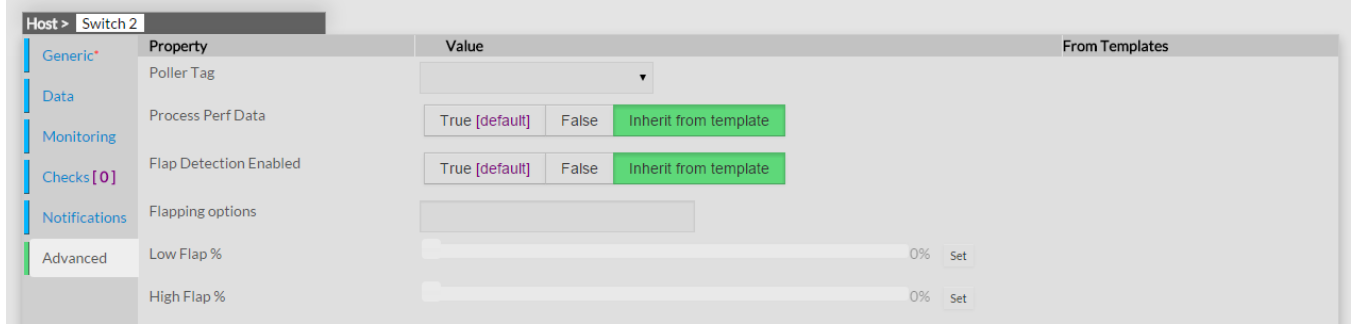 Host > Switch 2
Property Value From Templates
Generic*
Data
Monitoring
Checks [ 0 ]
Notifications
Advanced
Poller Tag
Process Perf Data True [default] False Inherit from template
Flap Detection Enabled True [default] False Inherit from template
Flapping options
Low Flap % 0% Set
High Flap % 0% Set